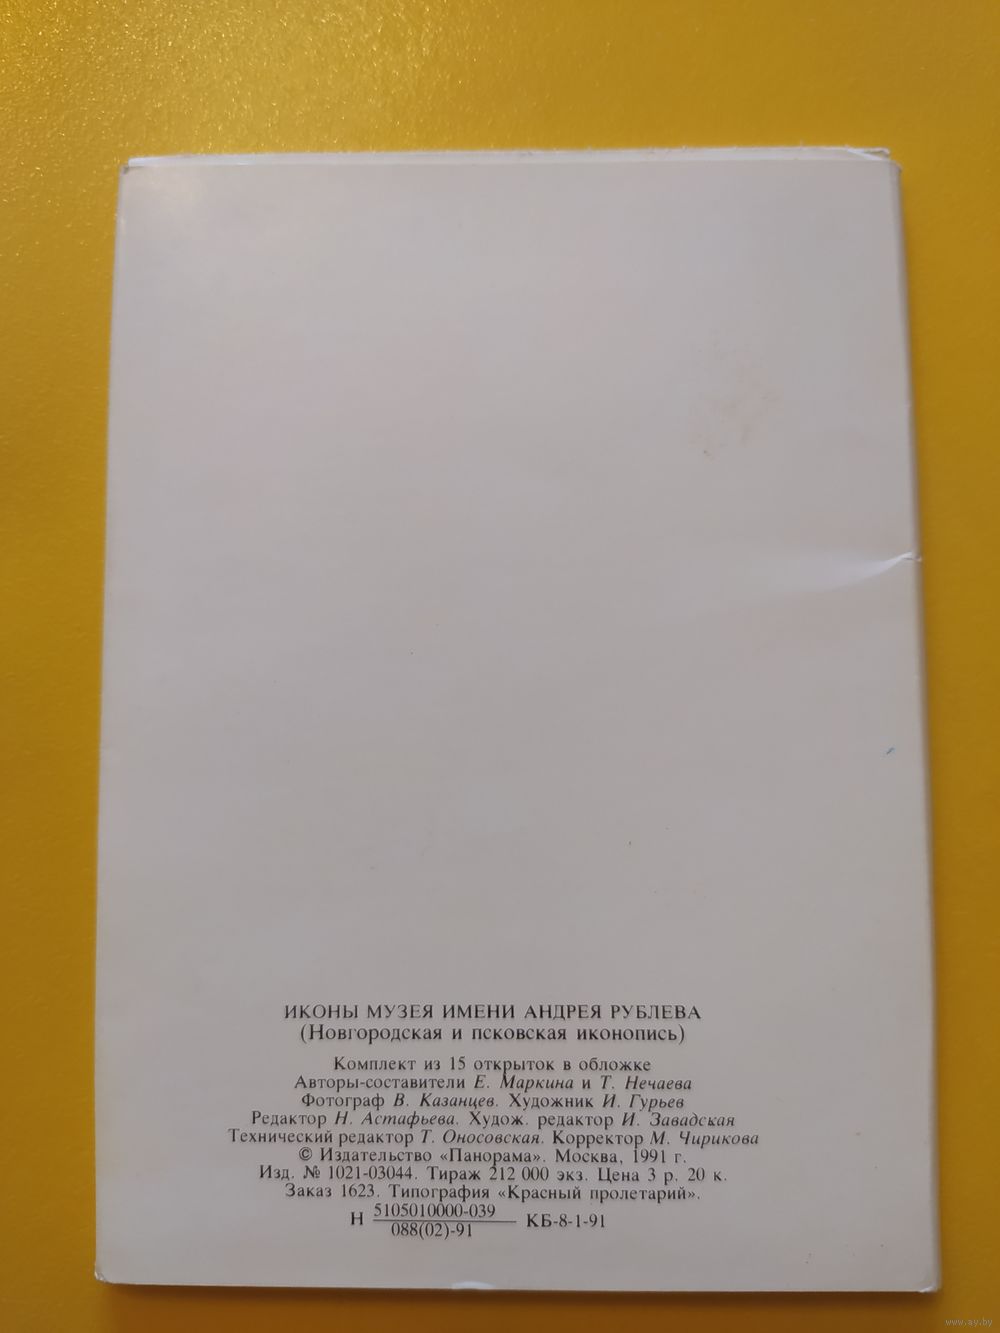 ИКОНЫ МУЗЕЯ ИМЕНИ АНДРЕЯ РУБЛЕВА
(Новгородская и псковская иконопись)
Комплект из 15 открыток в обложке
Авторы-составители Е. Маркина и Т. Нечаева
Фотограф В. Казанцев. Художник И. Гурьев
Редактор Н. Астафьева. Худож. редактор И. Завадская
Технический редактор Т. Оносовская. Корректор М. Чирикова
© Издательство «Панорама». Москва, 1991 г.
Изд. № 1021-03044. Тираж 212 000 экз. Цена 3 р. 20 к.
Заказ 1623. Типография «Красный пролетарий».
Н 5105010000-039 КБ-8-1-91
088(02)-91
www.ay.by